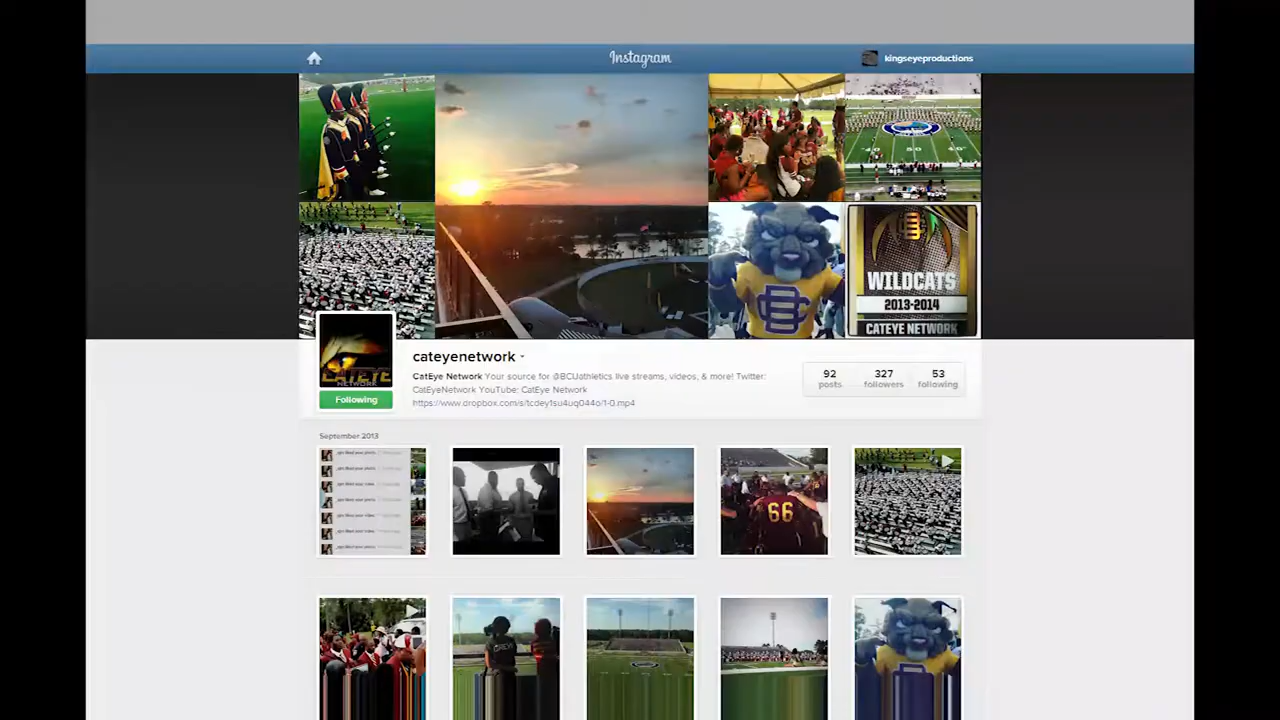 Instagram
kingseyeproductions
WILDCATS
2013-2014
CATEYE NETWORK
CATEYE
NETWORK
Following
cateyenetwork
CatEye Network Your source for @BCUathletics live streams, videos, & more! Twitter:
CatEyeNetwork YouTube: CatEye Network
https://www.dropbox.com/s/tcdey1su4uq044o/1-0.mp4
92
posts
327
followers
53
following
September 2013
66